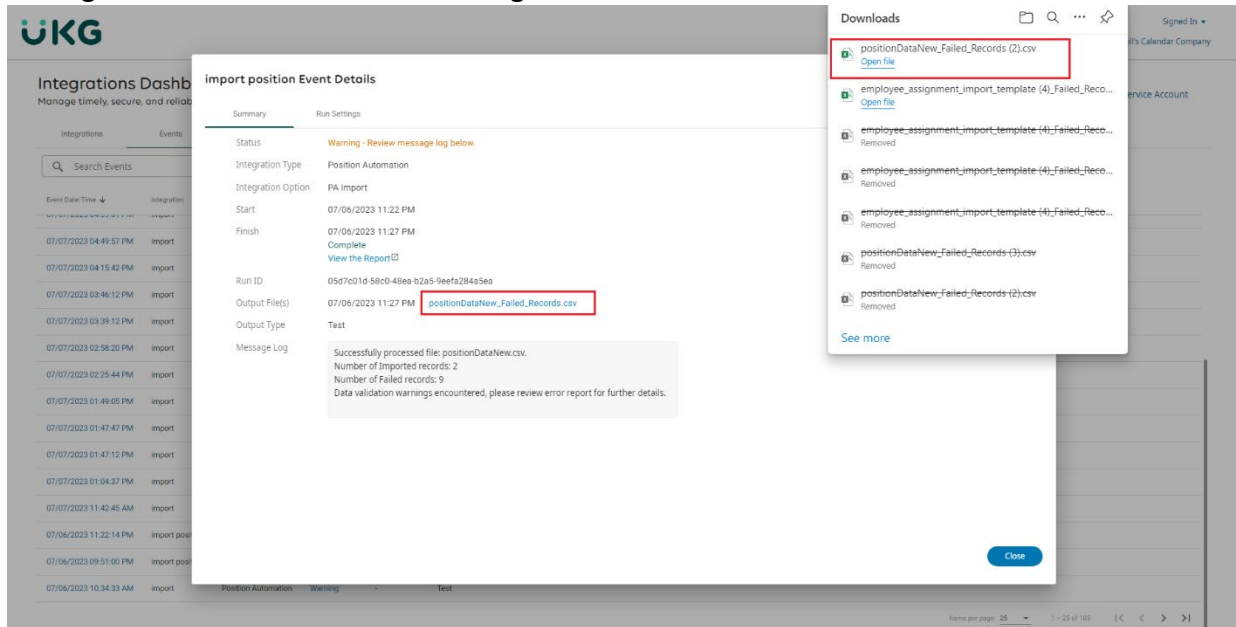 UKG
Signed In
ll's Calendar Company
Integrations Dashb
Manage timely, secure, and reliab
ervice Account
Integrations Events
Search Events
Event Date/Time Integration
07/07/2023 04:49:57 PM import
07/07/2023 04:15:42 PM import
07/07/2023 03:46:12 PM import
07/07/2023 03:39:12 PM import
07/07/2023 02:58:20 PM import
07/07/2023 02:25:44 PM import
07/07/2023 01:49:05 PM import
07/07/2023 01:47:47 PM import
07/07/2023 01:47:12 PM import
07/07/2023 01:04:37 PM import
07/07/2023 11:42:45 AM import
07/06/2023 11:22:14 PM import posi
07/06/2023 09:51:00 PM import posi
07/06/2023 10:34:33 AM import Position Automation Warning - Test
Items per page: 25 1 – 25 of 103
import position Event Details
Summary Run Settings
Status Warning - Review message log below.
Integration Type Position Automation
Integration Option PA Import
Start 07/06/2023 11:22 PM
Finish 07/06/2023 11:27 PM
Complete
View the Report
Run ID 05d7c01d-58c0-48ea-b2a5-9eefa284a5ea
Output File(s) 07/06/2023 11:27 PM positionDataNew_Failed_Records.csv
Output Type Test
Message Log
Successfully processed file: positionDataNew.csv.
Number of Imported records: 2
Number of Failed records: 9
Data validation warnings encountered, please review error report for further details.
Close
Downloads
positionDataNew_Failed_Records (2).csv
Open file
employee_assignment_import_template (4)_Failed_Reco...
Open file
employee_assignment_import_template (4)_Failed_Reco...
Removed
employee_assignment_import_template (4)_Failed_Reco...
Removed
employee_assignment_import_template (4)_Failed_Reco...
Removed
positionDataNew_Failed_Records (3).csv
Removed
positionDataNew_Failed_Records (2).csv
Removed
See more